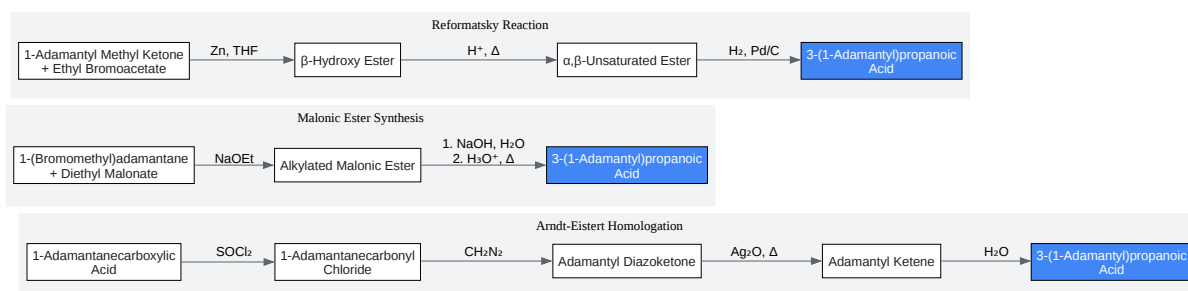 Reformatsky Reaction
1-Adamantyl Methyl Ketone
+ Ethyl Bromoacetate
Zn, THF
β-Hydroxy Ester
H⁺, Δ
α,β-Unsaturated Ester
H₂, Pd/C
3-(1-Adamantyl)propanoic
Acid
Malonic Ester Synthesis
1-(Bromomethyl)adamantane
+ Diethyl Malonate
NaOEt
Alkylated Malonic Ester
1. NaOH, H₂O
2. H₃O⁺, Δ
3-(1-Adamantyl)propanoic
Acid
Arndt-Eistert Homologation
1-Adamantanecarboxylic
Acid
SOCl₂
1-Adamantanecarbonyl
Chloride
CH₂N₂
Adamantyl Diazoketone
Ag₂O, Δ
Adamantyl Ketene
H₂O
3-(1-Adamantyl)propanoic
Acid